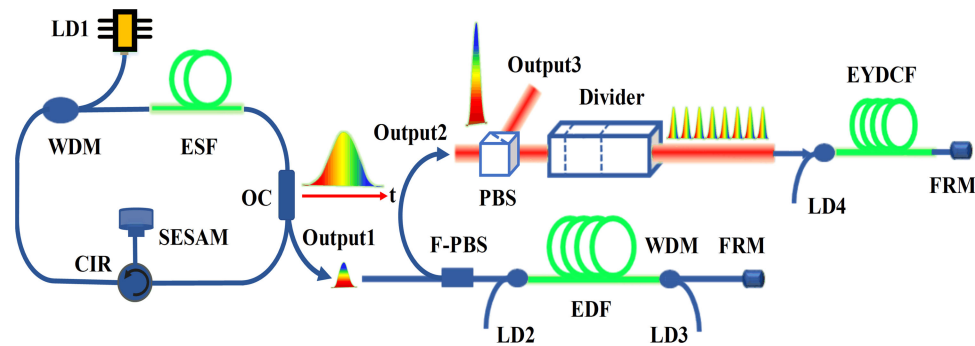 LD1
EYDCF
Output3
Divider
Output2
WDM
ESF
t
OC
PBS
LD4
FRM
SESAM
Output1
F-PBS
WDM
FRM
CIR
LD2
EDF
LD3